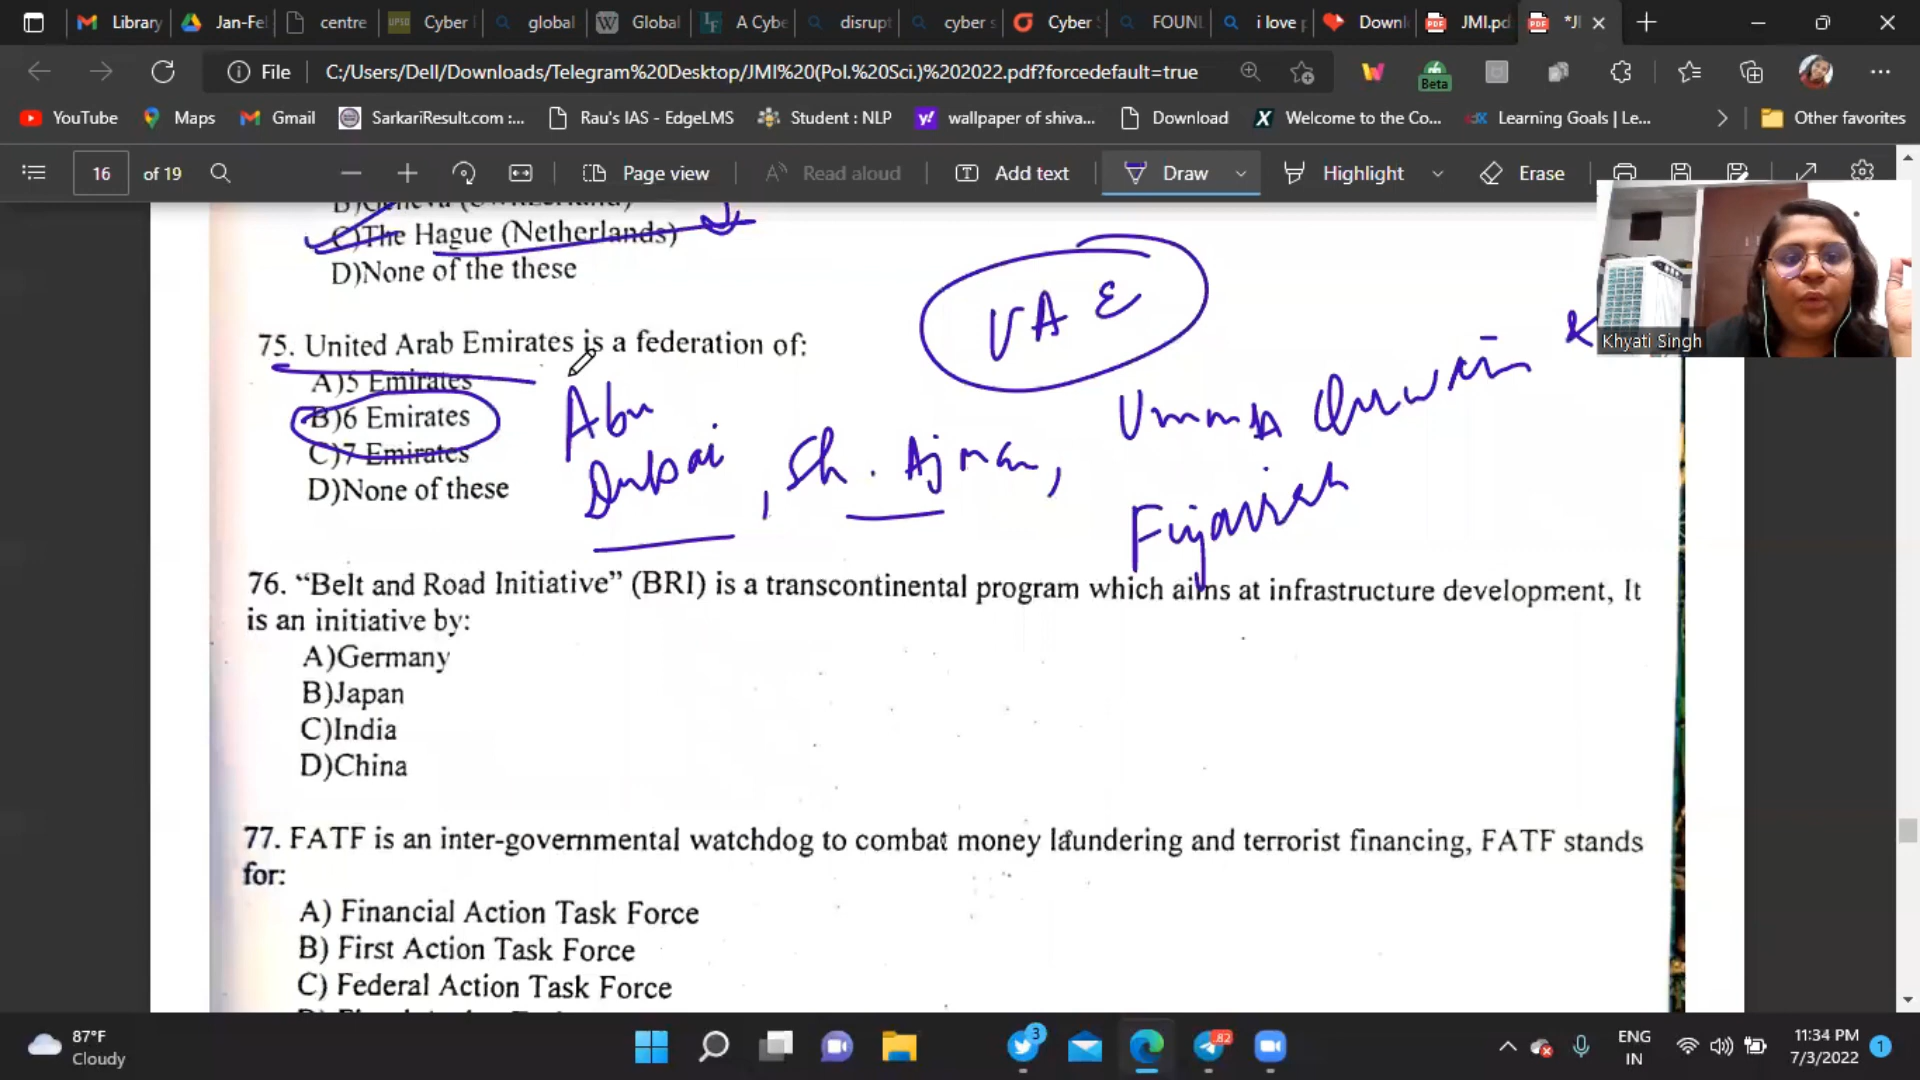 Library
Jan-Fel
centre
Cyber
global
Global
A Cybe
disrupt
cyber s
Cyber
FOUNI
i love p
Downl
JMI.pd
*JI
File
C:/Users/Dell/Downloads/Telegram%20Desktop/JMI%20(Pol.%20Sci.)%202022.pdf?forcedefault=true
Beta
YouTube
Maps
Gmail
SarkariResult.com :...
Rau's IAS - EdgeLMS
Student : NLP
wallpaper of shiva...
Download
Welcome to the Co...
Learning Goals | Le...
Other favorites
16 of 19
Page view
Read aloud
Add text
Draw
Highlight
Erase
C)The Hague (Netherlands)
D)None of the these
UAE
Khyati Singh
75. United Arab Emirates is a federation of:
A)5 Emirates
B)6 Emirates
C)7 Emirates
D)None of these
Abu
Dubai, Sh. Ajman,
Fujairah
76. “Belt and Road Initiative” (BRI) is a transcontinental program which aims at infrastructure development, It
is an initiative by:
A)Germany
B)Japan
C)India
D)China
77. FATF is an inter-governmental watchdog to combat money laundering and terrorist financing, FATF stands
for:
A) Financial Action Task Force
B) First Action Task Force
C) Federal Action Task Force
87°F
Cloudy
3
82
ENG
IN
11:34 PM
7/3/2022
1